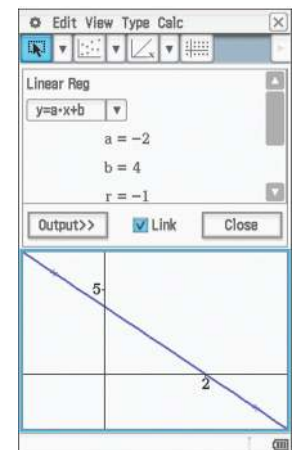 Edit View Type Calc
Linear Reg
y=a•x+b
a = −2
b = 4
r = −1
Output>> Link Close
5
2